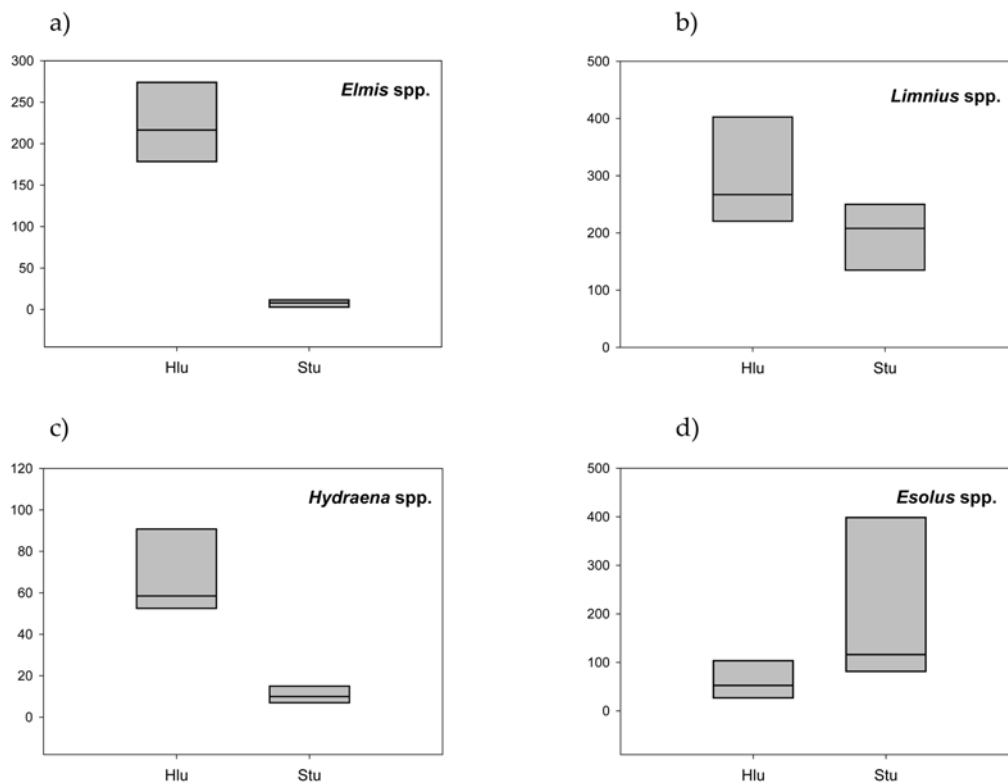 a)
300
250
200
150
100
50
0
Elmis spp.
Hlu Stu
b)
500
400
300
200
100
0
Limnius spp.
Hlu Stu
c)
120
100
80
60
40
20
0
Hydraena spp.
Hlu Stu
d)
500
400
300
200
100
0
Esolus spp.
Hlu Stu